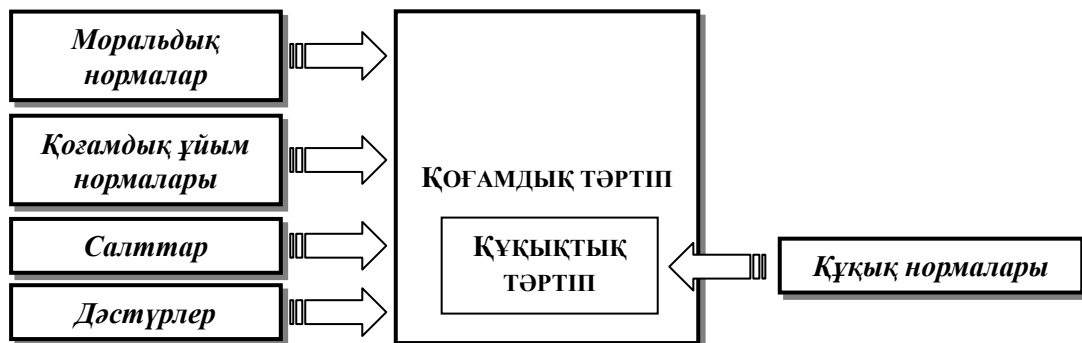 Моральдық
нормалар
Қоғамдық ұйым
нормалары
Салттар
Дәстүрлер
ҚОҒАМДЫҚ ТӘРТІП
ҚҰҚЫҚТЫҚ
ТӘРТІП
Құқық нормалары